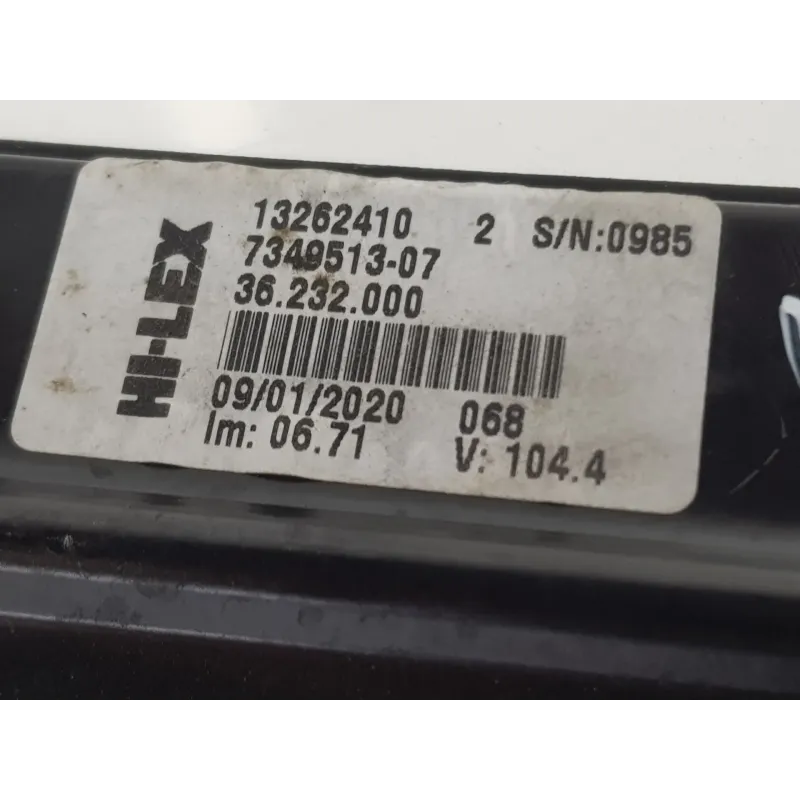 HI-LEX
13262410 2 S/N:0985
7349513-07
36.232.000
09/01/2020 068
Im: 06.71 V: 104.4